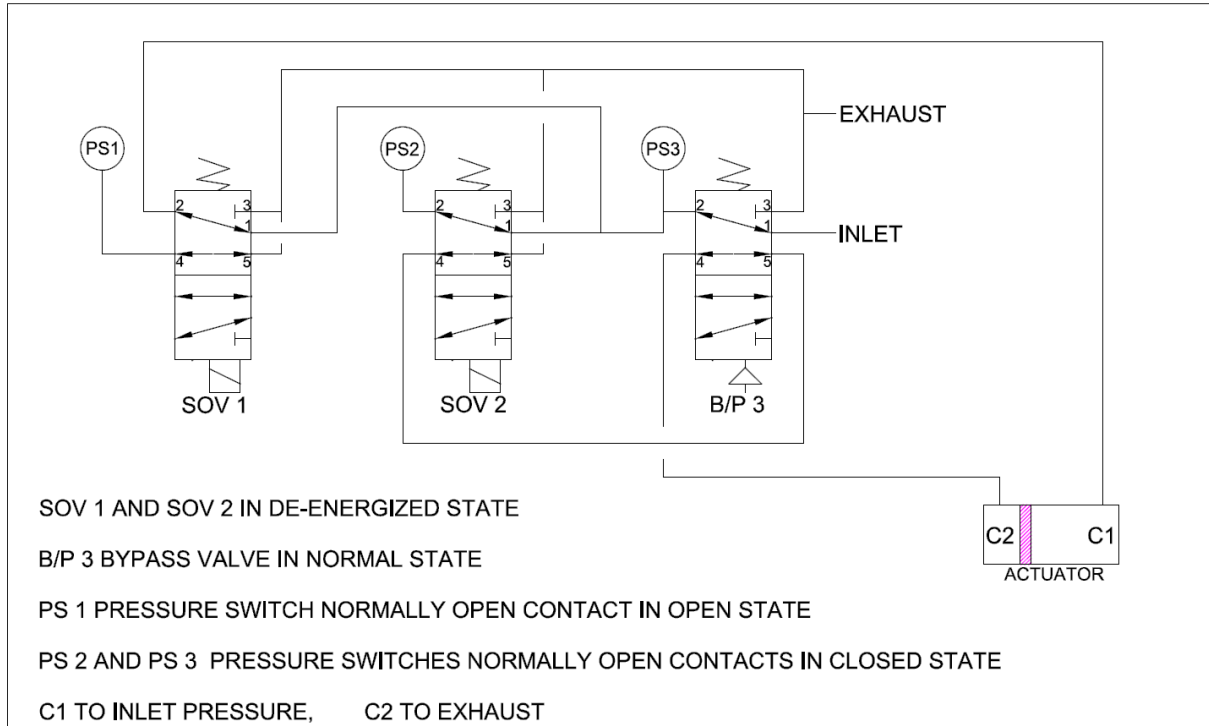 EXHAUST
PS1 PS2 PS3
2 3 2 3 2 3
1 1 1
INLET
4 5 4 5 4 5
SOV 1 SOV 2 B/P 3
SOV 1 AND SOV 2 IN DE-ENERGIZED STATE
C2 C1
B/P 3 BYPASS VALVE IN NORMAL STATE
ACTUATOR
PS 1 PRESSURE SWITCH NORMALLY OPEN CONTACT IN OPEN STATE
PS 2 AND PS 3 PRESSURE SWITCHES NORMALLY OPEN CONTACTS IN CLOSED STATE
C1 TO INLET PRESSURE, C2 TO EXHAUST